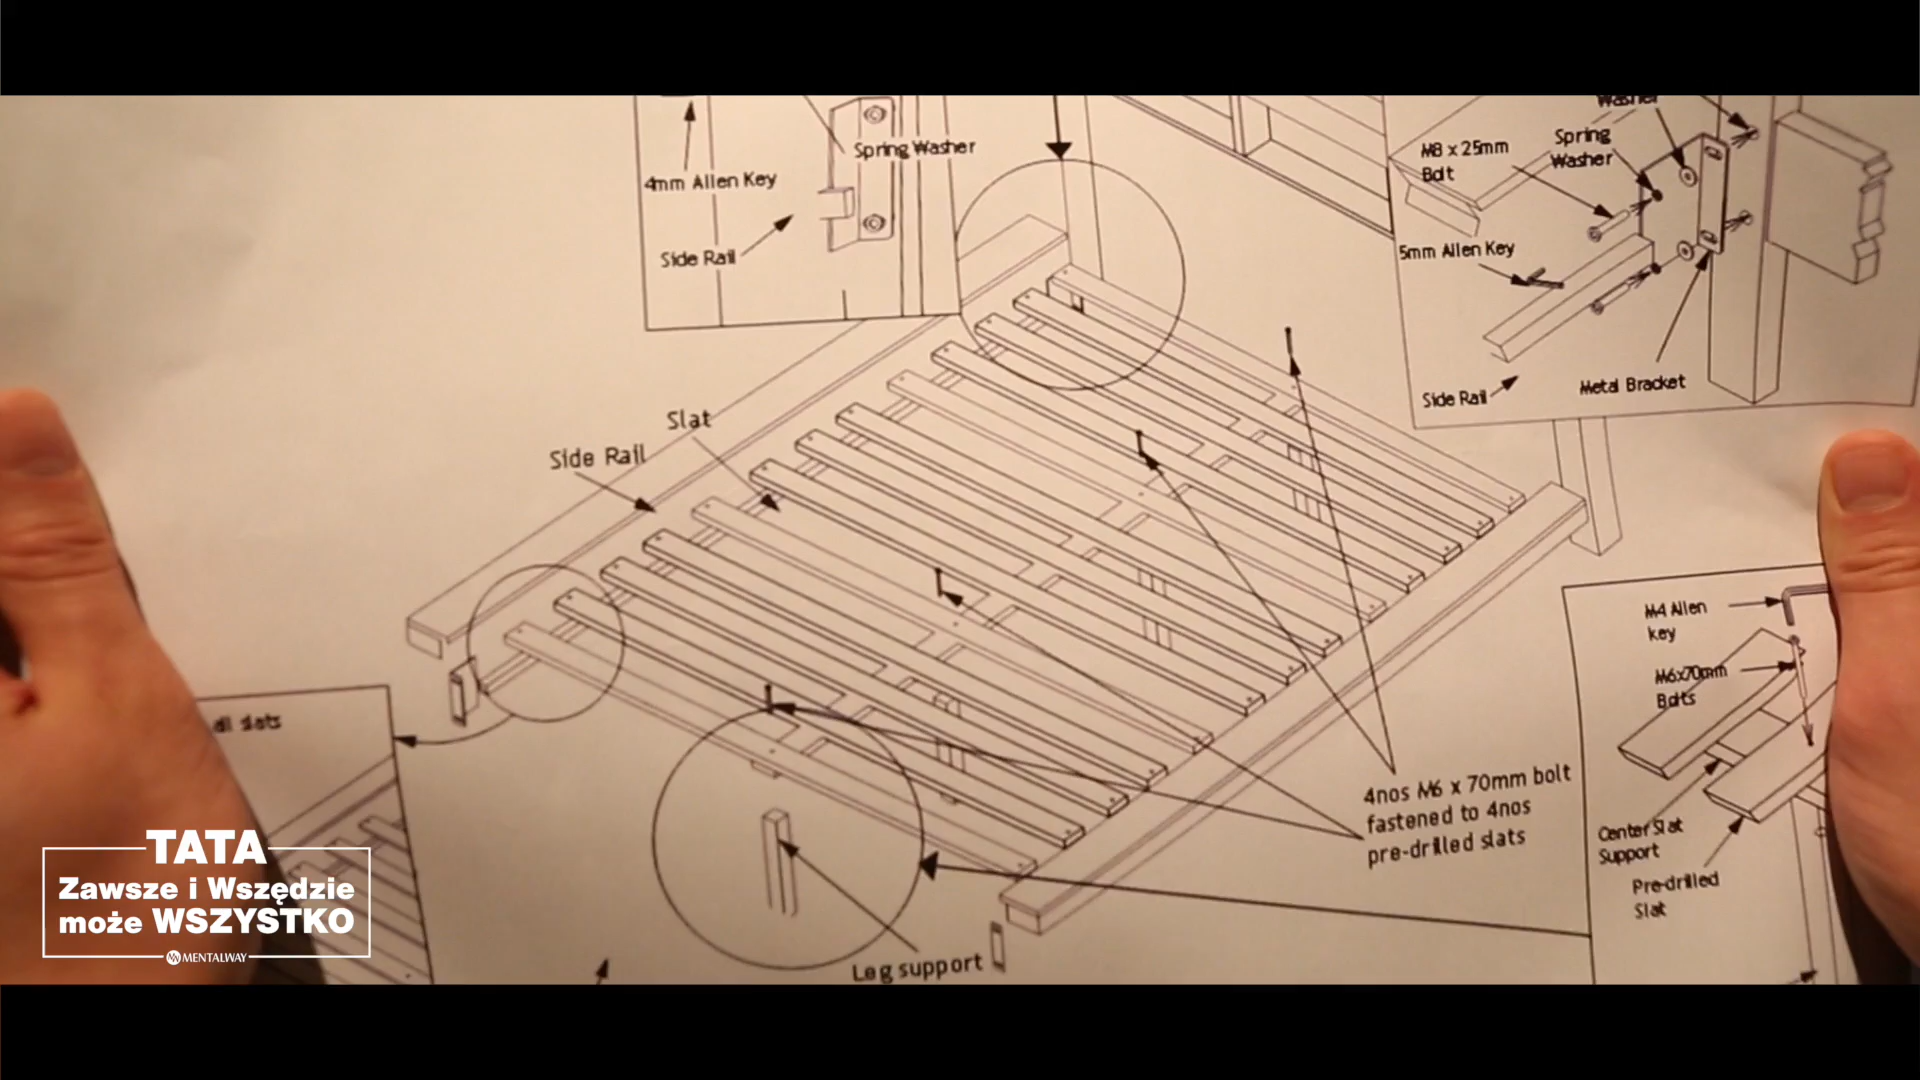 Spring Washer
4mm Allen Key
Side Rail
Washer
M8 x 25mm
Bolt
Spring
Washer
5mm Allen Key
Side Rail
Metal Bracket
Slat
Side Rail
all slats
M4 Allen
key
M6x70mm
Bolts
Center Slat
Support
Pre-drilled
Slat
4nos M6 x 70mm bolt
fastened to 4nos
pre-drilled slats
Leg support
TATA
Zawsze i Wszędzie
może WSZYSTKO
MENTALWAY